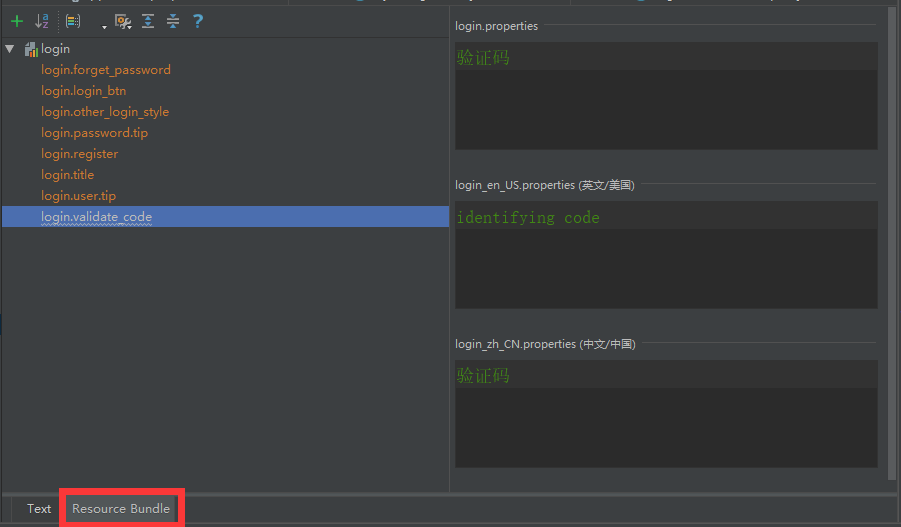 login
login.forget_password
login.login_btn
login.other_login_style
login.password.tip
login.register
login.title
login.user.tip
login.validate_code
login.properties
验证码
login_en_US.properties (英文/美国)
identifying code
login_zh_CN.properties (中文/中国)
验证码
Text
Resource Bundle